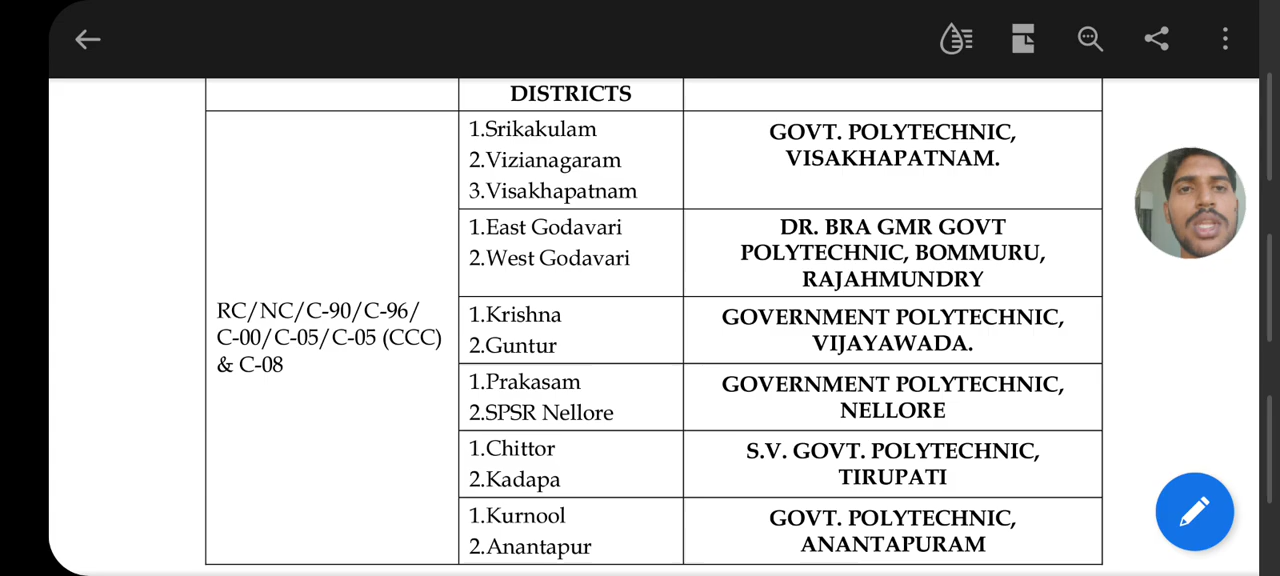 DISTRICTS
RC/NC/C-90/C-96/
C-00/C-05/C-05 (CCC)
& C-08
1.Srikakulam
2.Vizianagaram
3.Visakhapatnam
GOVT. POLYTECHNIC,
VISAKHAPATNAM.
1.East Godavari
2.West Godavari
DR. BRA GMR GOVT
POLYTECHNIC, BOMMURU,
RAJAHMUNDRY
1.Krishna
2.Guntur
GOVERNMENT POLYTECHNIC,
VIJAYAWADA.
1.Prakasam
2.SPSR Nellore
GOVERNMENT POLYTECHNIC,
NELLORE
1.Chittor
2.Kadapa
S.V. GOVT. POLYTECHNIC,
TIRUPATI
1.Kurnool
2.Anantapur
GOVT. POLYTECHNIC,
ANANTAPURAM